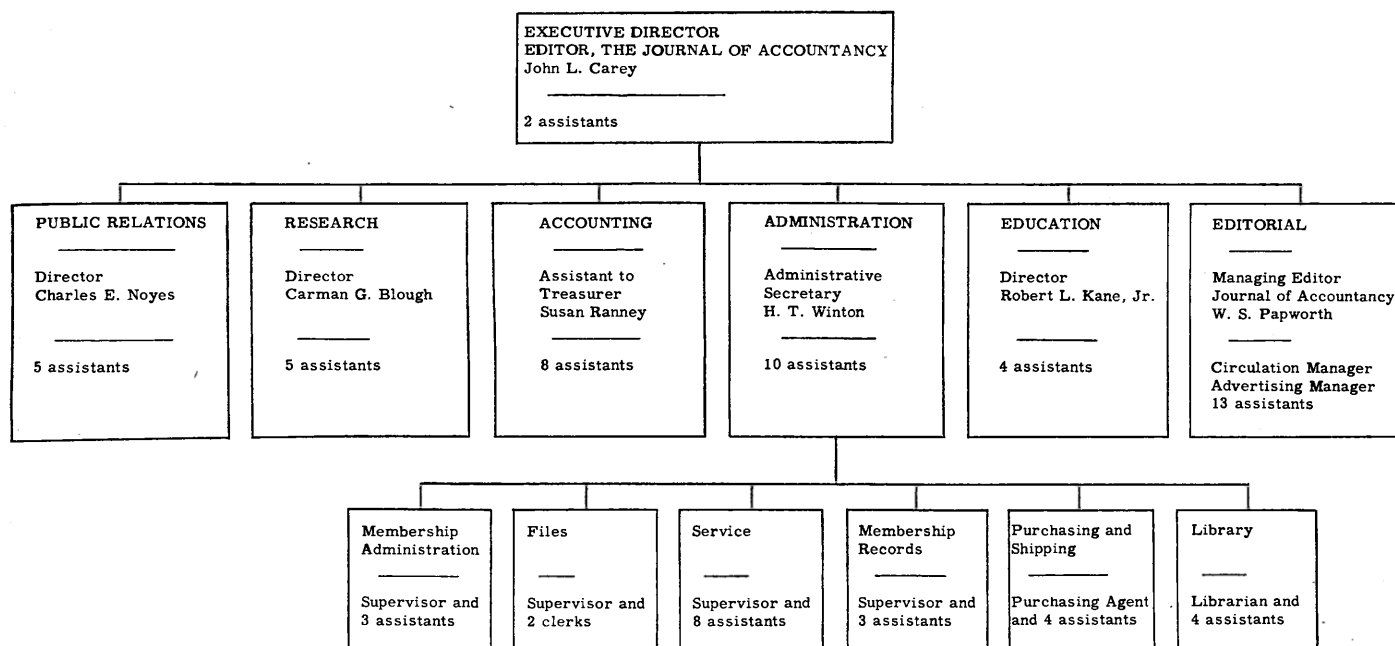 EXECUTIVE DIRECTOR
EDITOR, THE JOURNAL OF ACCOUNTANCY
John L. Carey
2 assistants
PUBLIC RELATIONS
Director
Charles E. Noyes
5 assistants
RESEARCH
Director
Carman G. Blough
5 assistants
ACCOUNTING
Assistant to
Treasurer
Susan Ranney
8 assistants
ADMINISTRATION
Administrative
Secretary
H. T. Winton
10 assistants
EDUCATION
Director
Robert L. Kane, Jr.
4 assistants
EDITORIAL
Managing Editor
Journal of Accountancy
W. S. Papworth
Circulation Manager
Advertising Manager
13 assistants
Membership
Administration
Supervisor and
3 assistants
Files
Supervisor and
2 clerks
Service
Supervisor and
8 assistants
Membership
Records
Supervisor and
3 assistants
Purchasing and
Shipping
Purchasing Agent
and 4 assistants
Library
Librarian and
4 assistants